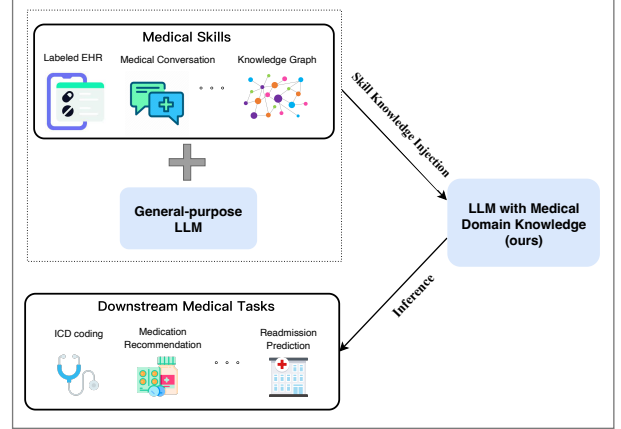 Medical Skills
Labeled EHR
Medical Conversation
Knowledge Graph
General-purpose
LLM
Skill Knowledge Injection
LLM with Medical
Domain Knowledge
(ours)
Inference
Downstream Medical Tasks
ICD coding
Medication
Recommendation
Readmission
Prediction